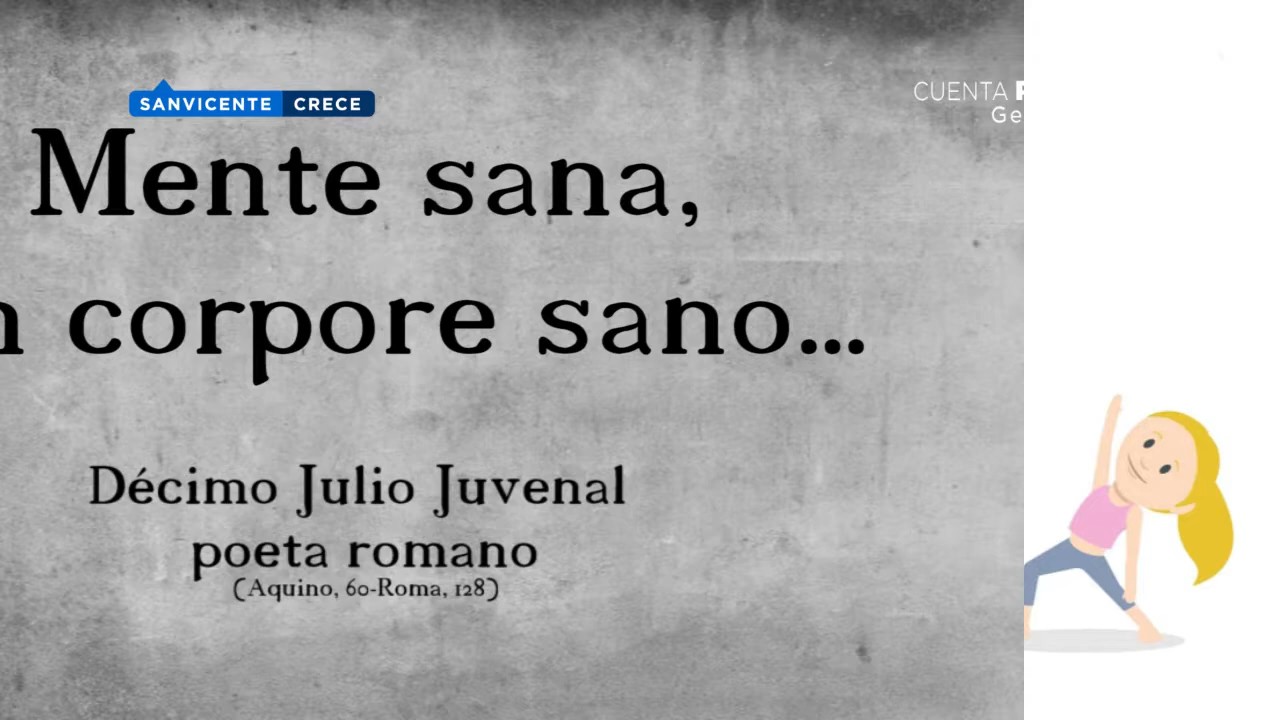 SANVICENTE CRECE
CUENTA
Mente sana,
corpore sano...
Décimo Julio Juvenal
poeta romano
(Aquino, 60-Roma, 128)